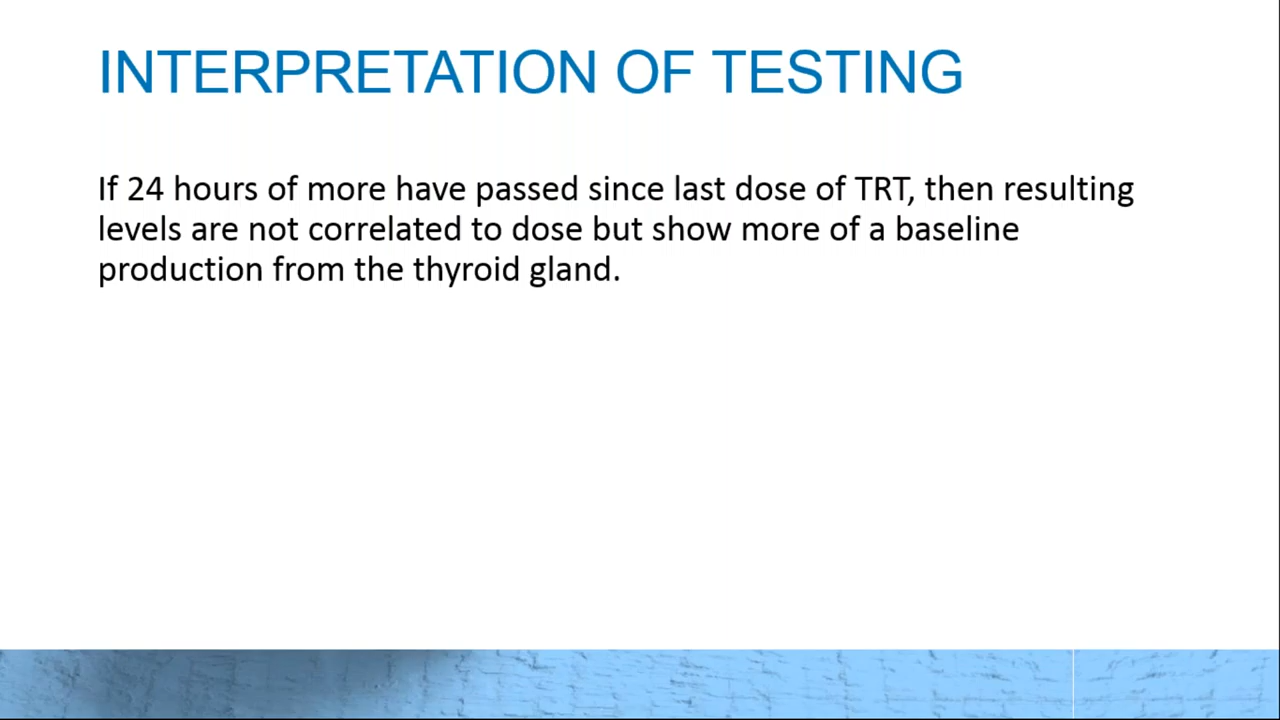 INTERPRETATION OF TESTING
If 24 hours of more have passed since last dose of TRT, then resulting
levels are not correlated to dose but show more of a baseline
production from the thyroid gland.